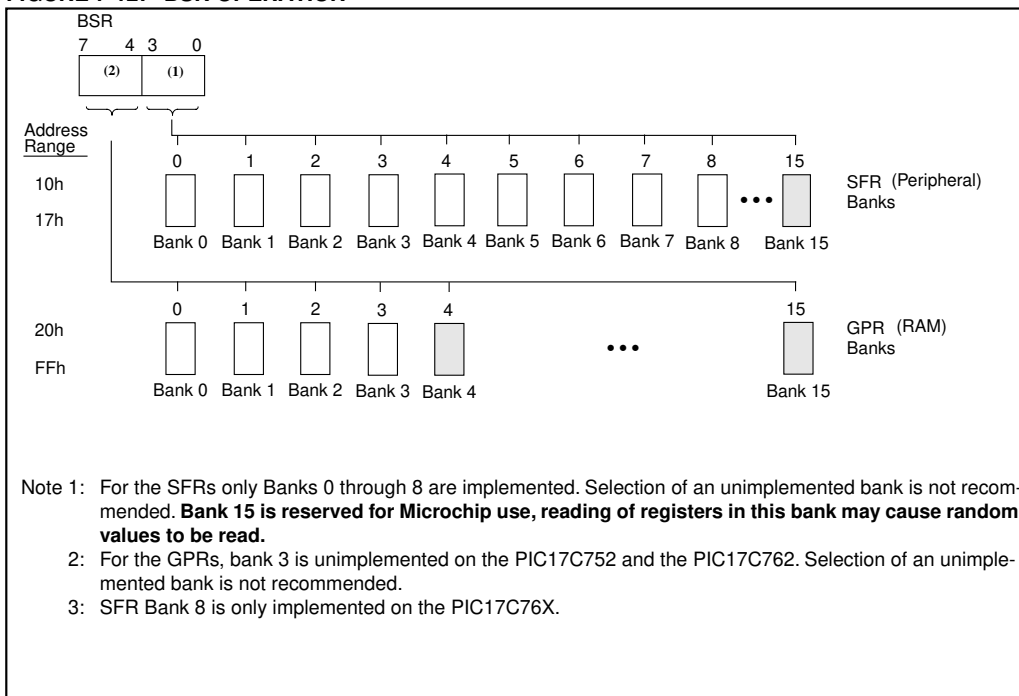 BSR
7 4 3 0
(2) (1)
Address
Range
0 1 2 3 4 5 6 7 8 15
10h
17h
SFR (Peripheral)
Banks
•••
Bank 0 Bank 1 Bank 2 Bank 3 Bank 4 Bank 5 Bank 6 Bank 7 Bank 8 Bank 15
0 1 2 3 4 15
20h
FFh
GPR (RAM)
Banks
•••
Bank 0 Bank 1 Bank 2 Bank 3 Bank 4 Bank 15
Note 1: For the SFRs only Banks 0 through 8 are implemented. Selection of an unimplemented bank is not recom-
mended. Bank 15 is reserved for Microchip use, reading of registers in this bank may cause random
values to be read.
2: For the GPRs, bank 3 is unimplemented on the PIC17C752 and the PIC17C762. Selection of an unimple-
mented bank is not recommended.
3: SFR Bank 8 is only implemented on the PIC17C76X.